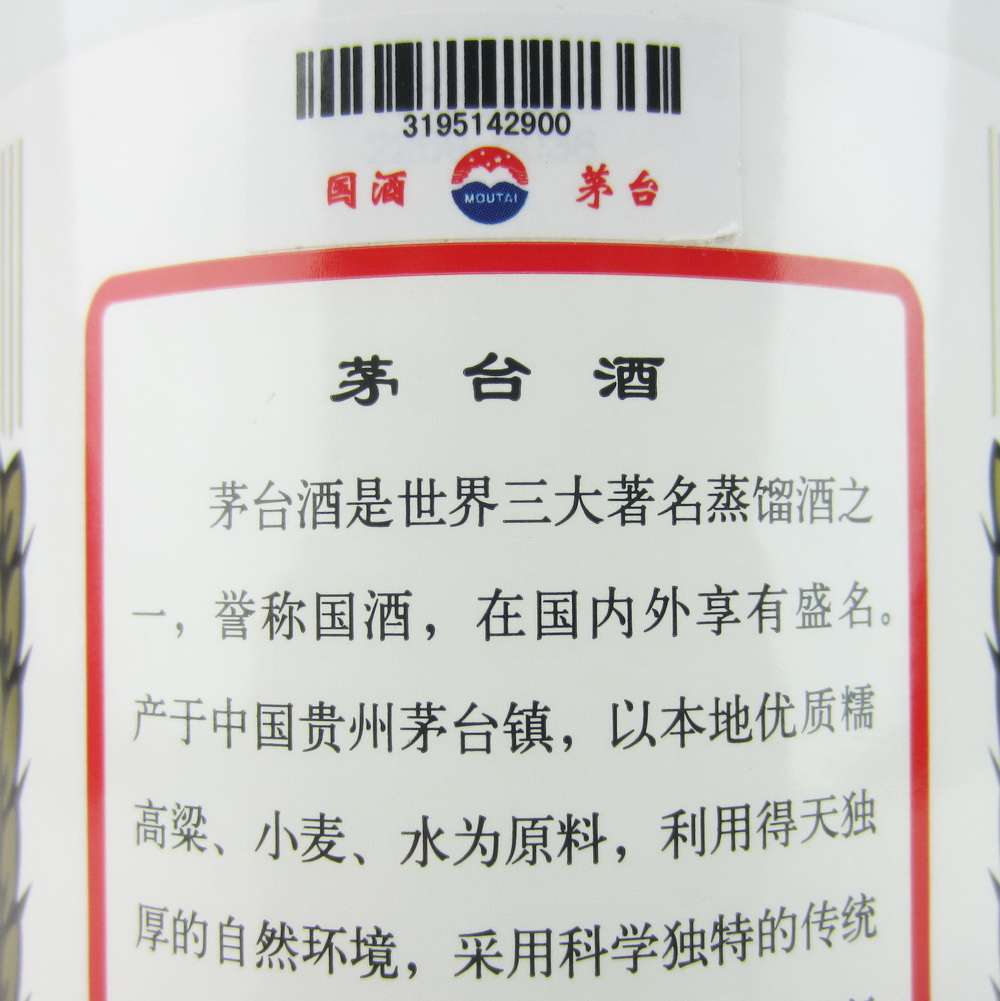 3195142900
国酒 MOUTAI 茅台
茅台酒
茅台酒是世界三大著名蒸馏酒之
一，誉称国酒，在国内外享有盛名。
产于中国贵州茅台镇，以本地优质糯
高粱、小麦、水为原料，利用得天独
厚的自然环境，采用科学独特的传统